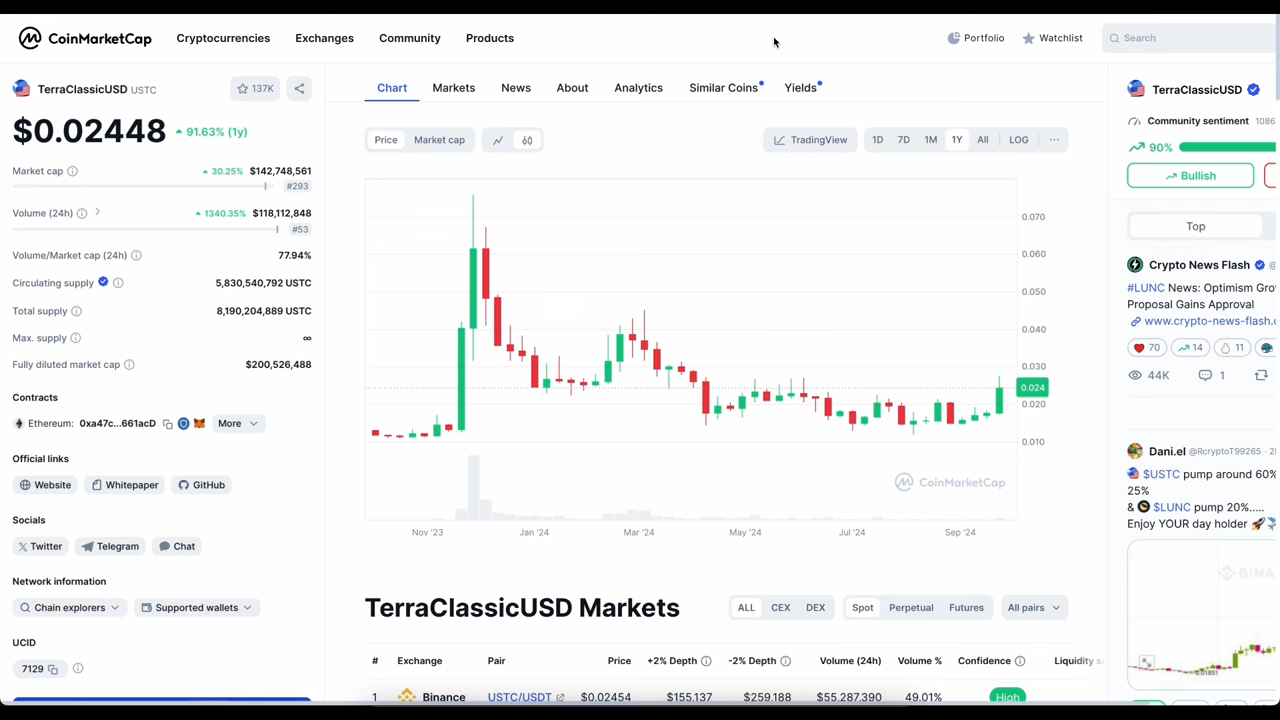 CoinMarketCap Cryptocurrencies Exchanges Community Products Portfolio Watchlist Search
TerraClassicUSD USTC 137K
$0.02448 91.63% (1y)
Market cap 30.25% $142,748,561
#293
Volume (24h) 1340.35% $118,112,848
#53
Volume/Market cap (24h) 77.94%
Circulating supply 5,830,540,792 USTC
Total supply 8,190,204,889 USTC
Max. supply ∞
Fully diluted market cap $200,526,488
Contracts
Ethereum: 0xa47c...661acD More
Official links
Website Whitepaper GitHub
Socials
Twitter Telegram Chat
Network information
Chain explorers Supported wallets
UCID
7129
Chart Markets News About Analytics Similar Coins Yields
Price Market cap TradingView 1D 7D 1M 1Y All LOG ...
0.070
0.060
0.050
0.040
0.030
0.024
0.020
0.010
CoinMarketCap
Nov '23 Jan '24 Mar '24 May '24 Jul '24 Sep '24
TerraClassicUSD Markets ALL CEX DEX Spot Perpetual Futures All pairs
# Exchange Pair Price +2% Depth -2% Depth Volume (24h) Volume % Confidence Liquidity
1 Binance USTC/USDT $0.02454 $155,137 $259,188 $55,287,390 49.01% High
TerraClassicUSD
Community sentiment 1086
90%
Bullish
Top
Crypto News Flash
#LUNC News: Optimism Gro
Proposal Gains Approval
www.crypto-news-flash.c
70 14 11
44K 1
Dani.el @RcryptoT99265
$USTC pump around 60%
25%
& $LUNC pump 20%.....
Enjoy YOUR day holder
BINA
0.01851